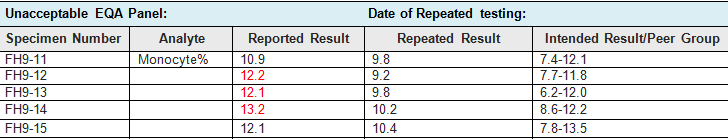 Unacceptable EQA Panel: Date of Repeated testing:
Specimen Number Analyte Reported Result Repeated Result Intended Result/Peer Group
FH9-11 Monocyte% 10.9 9.8 7.4-12.1
FH9-12 12.2 9.2 7.7-11.8
FH9-13 12.1 9.8 6.2-12.0
FH9-14 13.2 10.2 8.6-12.2
FH9-15 12.1 10.4 7.8-13.5